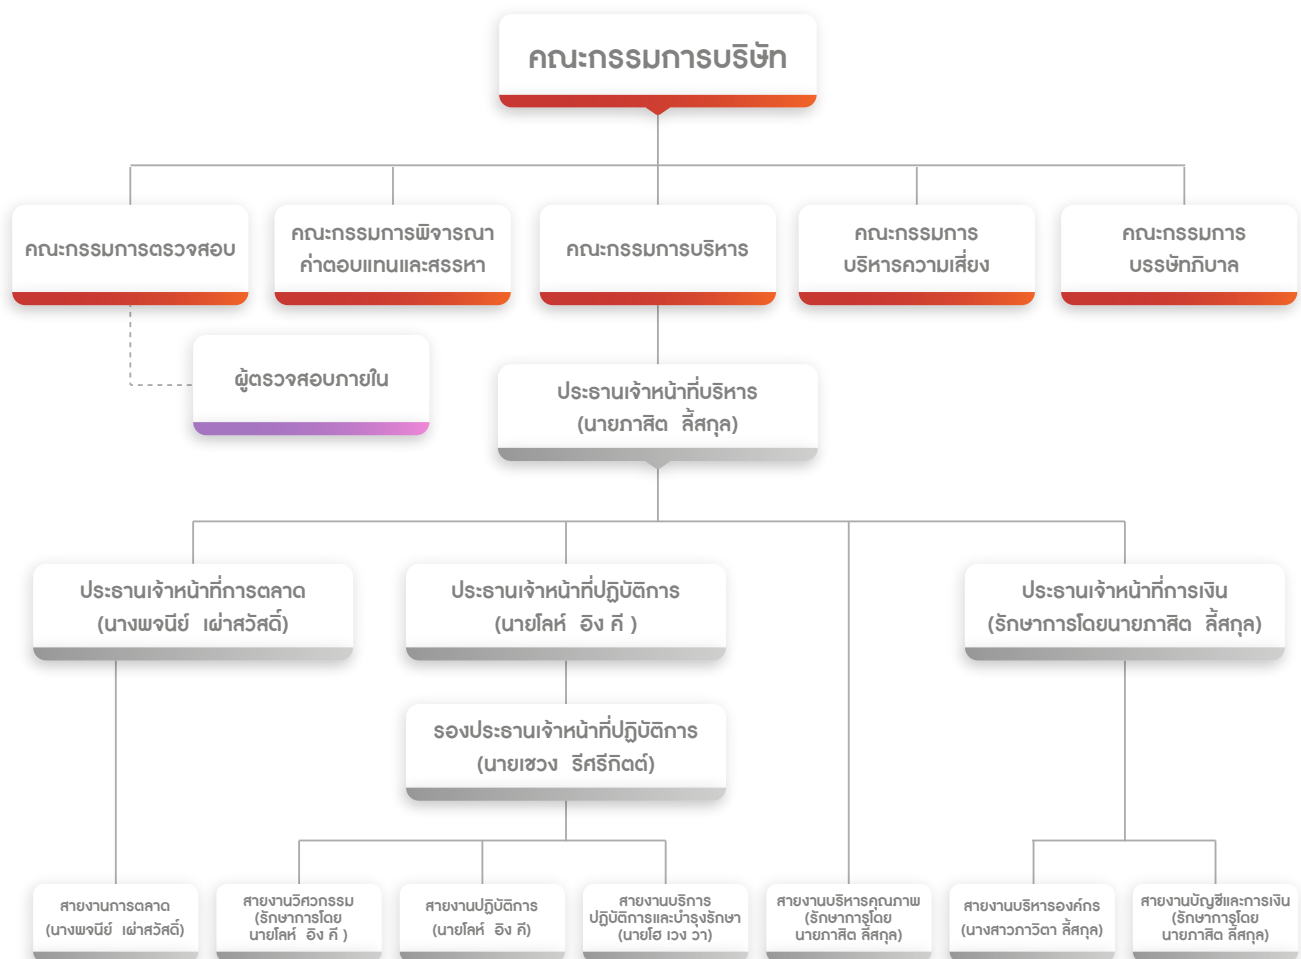 คณะกรรมการบริษัท
คณะกรรมการตรวจสอบ
คณะกรรมการพิจารณา
ค่าตอบแทนและสรรหา
คณะกรรมการบริหาร
คณะกรรมการ
บริหารความเสี่ยง
คณะกรรมการ
บรรษัทภิบาล
ผู้ตรวจสอบภายใน
ประธานเจ้าหน้าที่บริหาร
(นายภาสิต ลี้สกุล)
ประธานเจ้าหน้าที่การตลาด
(นางพจนีย์ เผ่าสวัสดิ์)
ประธานเจ้าหน้าที่ปฏิบัติการ
(นายโลห์ อิง คี )
ประธานเจ้าหน้าที่การเงิน
(รักษาการโดยนายภาสิต ลี้สกุล)
รองประธานเจ้าหน้าที่ปฏิบัติการ
(นายเชวง รีศรีกิตต์)
สายงานการตลาด
(นางพจนีย์ เผ่าสวัสดิ์)
สายงานวิศวกรรม
(รักษาการโดย
นายโลห์ อิง คี )
สายงานปฏิบัติการ
(นายโลห์ อิง คี)
สายงานบริการ
ปฏิบัติการและบำรุงรักษา
(นายโฮ เวง วา)
สายงานบริหารคุณภาพ
(รักษาการโดย
นายภาสิต ลี้สกุล)
สายงานบริหารองค์กร
(นางสาวภาวิตา ลี้สกุล)
สายงานบัญชีและการเงิน
(รักษาการโดย
นายภาสิต ลี้สกุล)